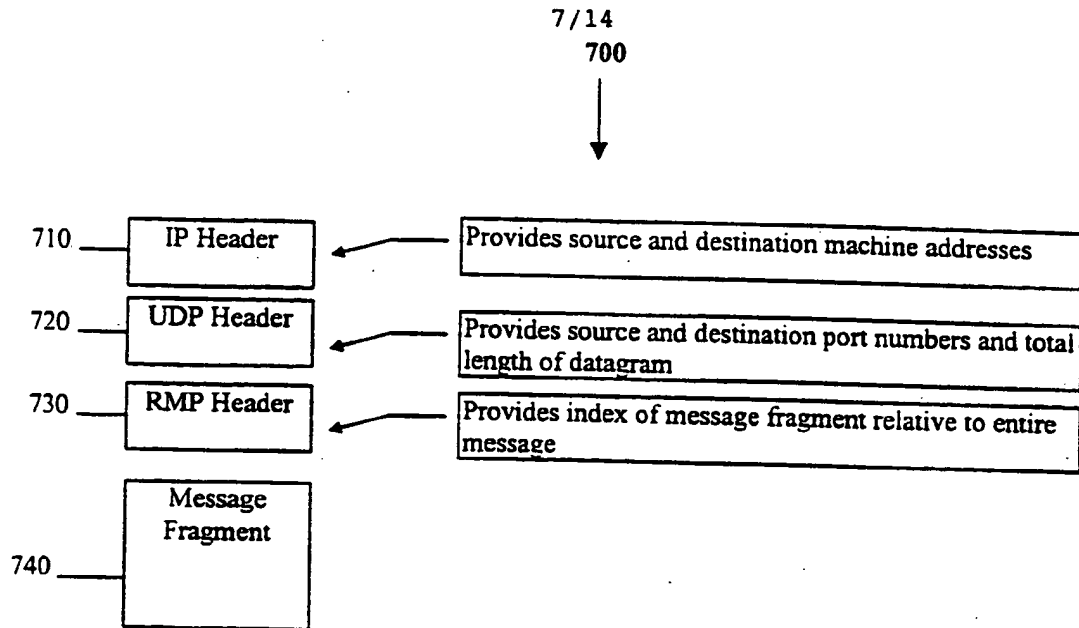 7/14
700
710
IP Header
Provides source and destination machine addresses
720
UDP Header
Provides source and destination port numbers and total
length of datagram
730
RMP Header
Provides index of message fragment relative to entire
message
Message
Fragment
740